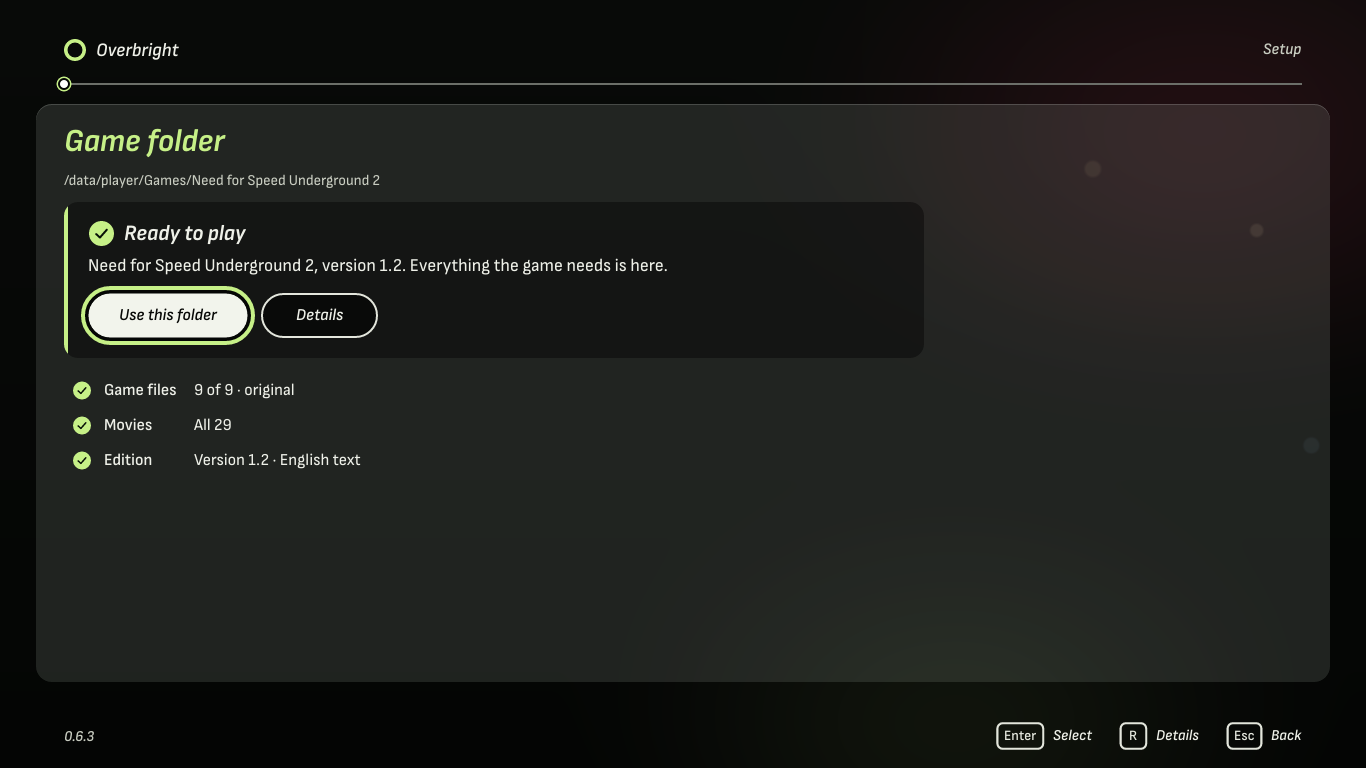 Overbright
Setup
Game folder
/data/player/Games/Need for Speed Underground 2
Ready to play
Need for Speed Underground 2, version 1.2. Everything the game needs is here.
Use this folder
Details
Game files 9 of 9 · original
Movies All 29
Edition Version 1.2 · English text
0.6.3
Enter Select R Details Esc Back